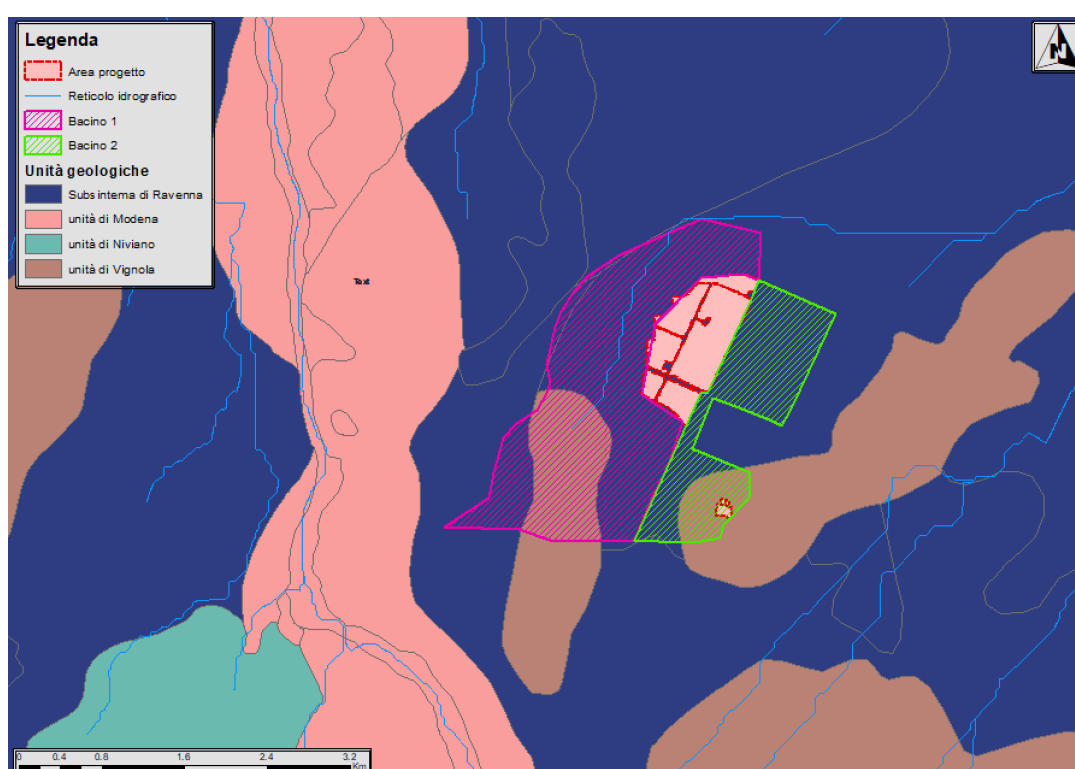 Legenda
Area progetto
Reticolo idrografico
Bacino 1
Bacino 2
Unità geologiche
Subsintema di Ravenna
unità di Modena
unità di Niviano
unità di Vignola
N
Text
0 0.4 0.8 1.6 2.4 3.2
Km